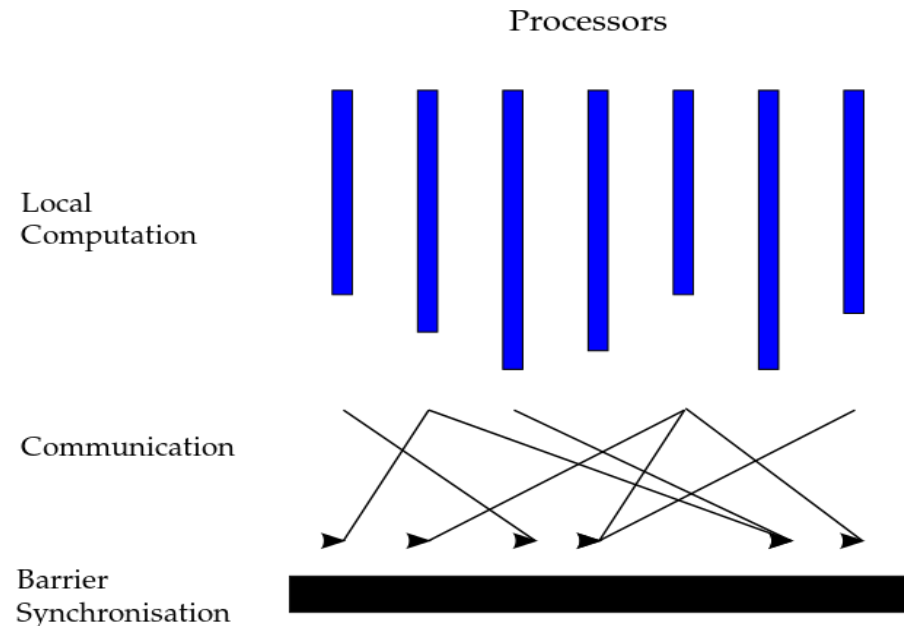 Processors
Local
Computation
Communication
Barrier
Synchronisation